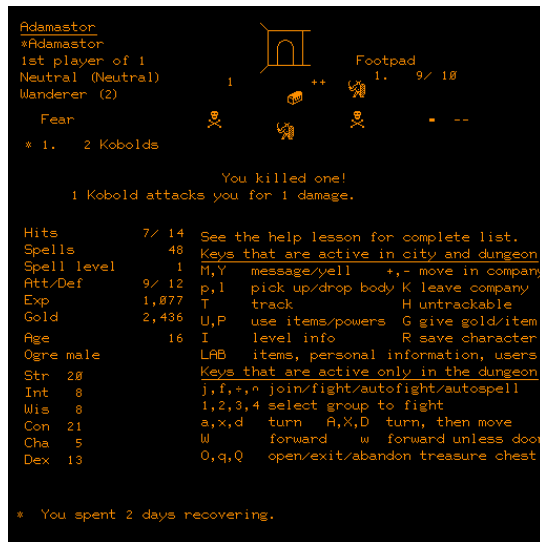 Adamastor
*Adamastor
1st player of 1
Neutral (Neutral)
Wanderer (2)
Footpad
1. 9/ 10
1 ++
Fear
= --
* 1. 2 Kobolds
You killed one!
1 Kobold attacks you for 1 damage.
Hits 7/ 14
Spells 48
Spell level 1
Att/Def 9/ 12
Exp 1,077
Gold 2,436
Age 16
Ogre male
Str 20
Int 8
Wis 8
Con 21
Cha 5
Dex 13
See the help lesson for complete list.
Keys that are active in city and dungeon
M,Y message/yell +,- move in company
p,l pick up/drop body K leave company
T track H untrackable
U,P use items/powers G give gold/item
I level info R save character
LAB items, personal information, users
Keys that are active only in the dungeon
j,f,÷,^ join/fight/autofight/autospell
1,2,3,4 select group to fight
a,x,d turn A,X,D turn, then move
W forward w forward unless door
O,q,Q open/exit/abandon treasure chest
* You spent 2 days recovering.